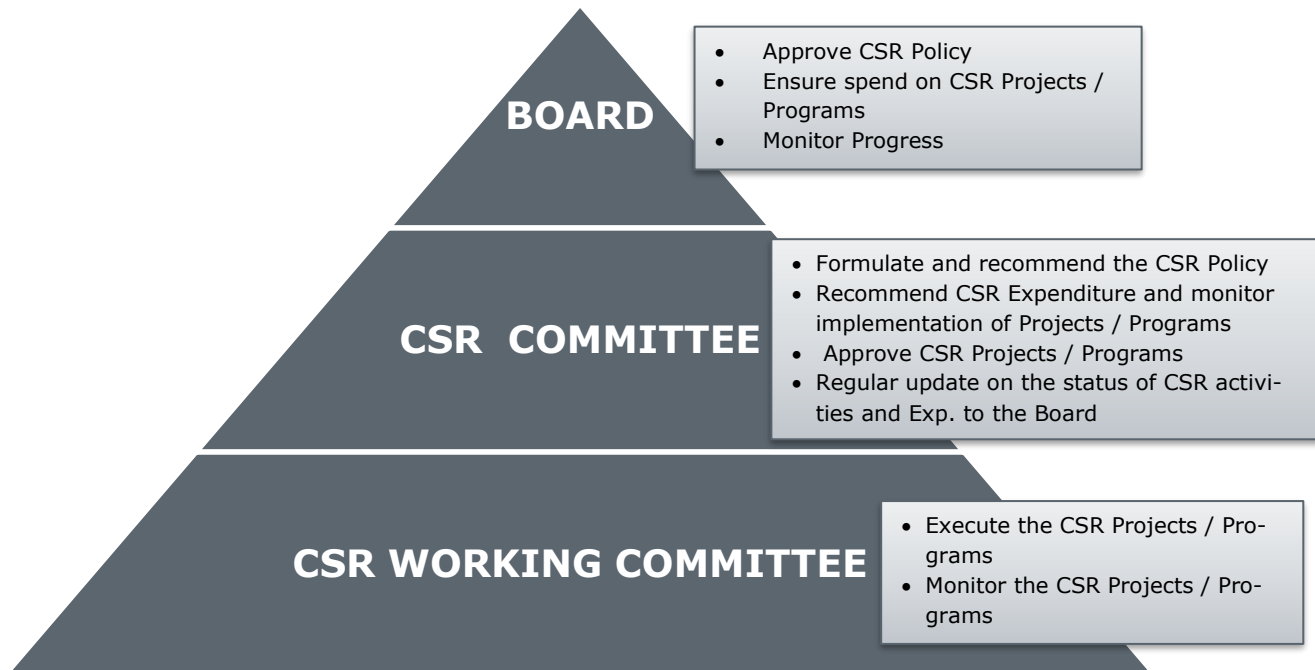 BOARD
• Approve CSR Policy
• Ensure spend on CSR Projects /
Programs
• Monitor Progress
CSR COMMITTEE
• Formulate and recommend the CSR Policy
• Recommend CSR Expenditure and monitor
implementation of Projects / Programs
• Approve CSR Projects / Programs
• Regular update on the status of CSR activi-
ties and Exp. to the Board
CSR WORKING COMMITTEE
• Execute the CSR Projects / Pro-
grams
• Monitor the CSR Projects / Pro-
grams